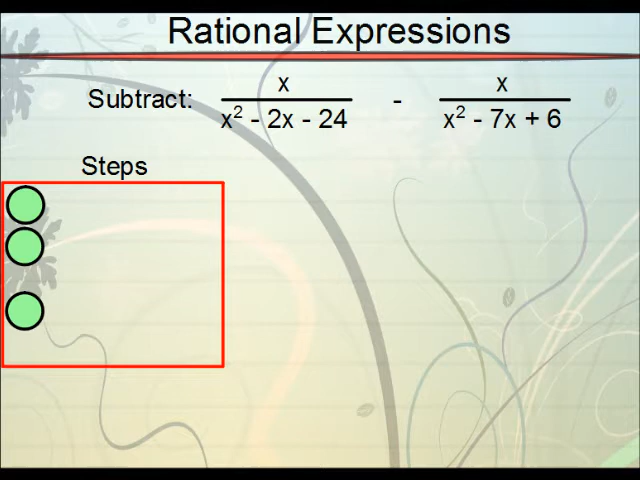 Rational Expressions
Subtract: x / x² - 2x - 24 - x / x² - 7x + 6
Steps